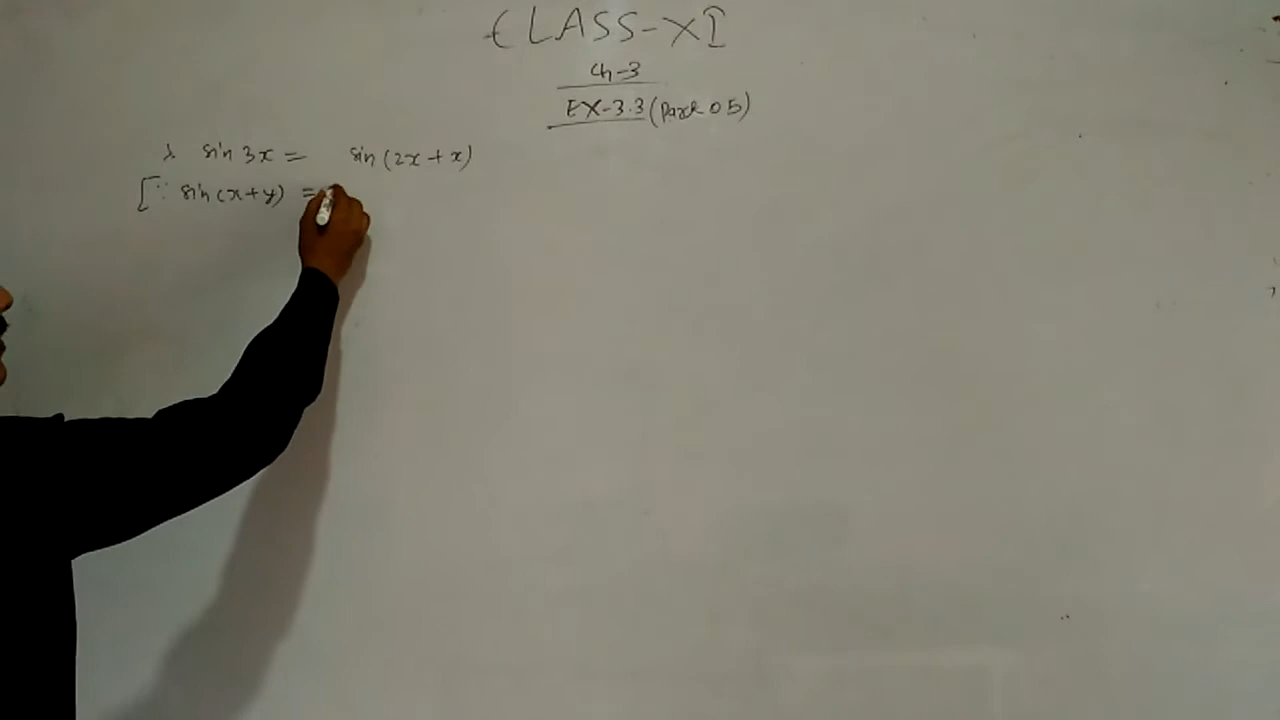 CLASS-XI
Ch-3
EX-3.3 (Part 05)
λ sin 3x = sin (2x + x)
[∵ sin (x+y) =